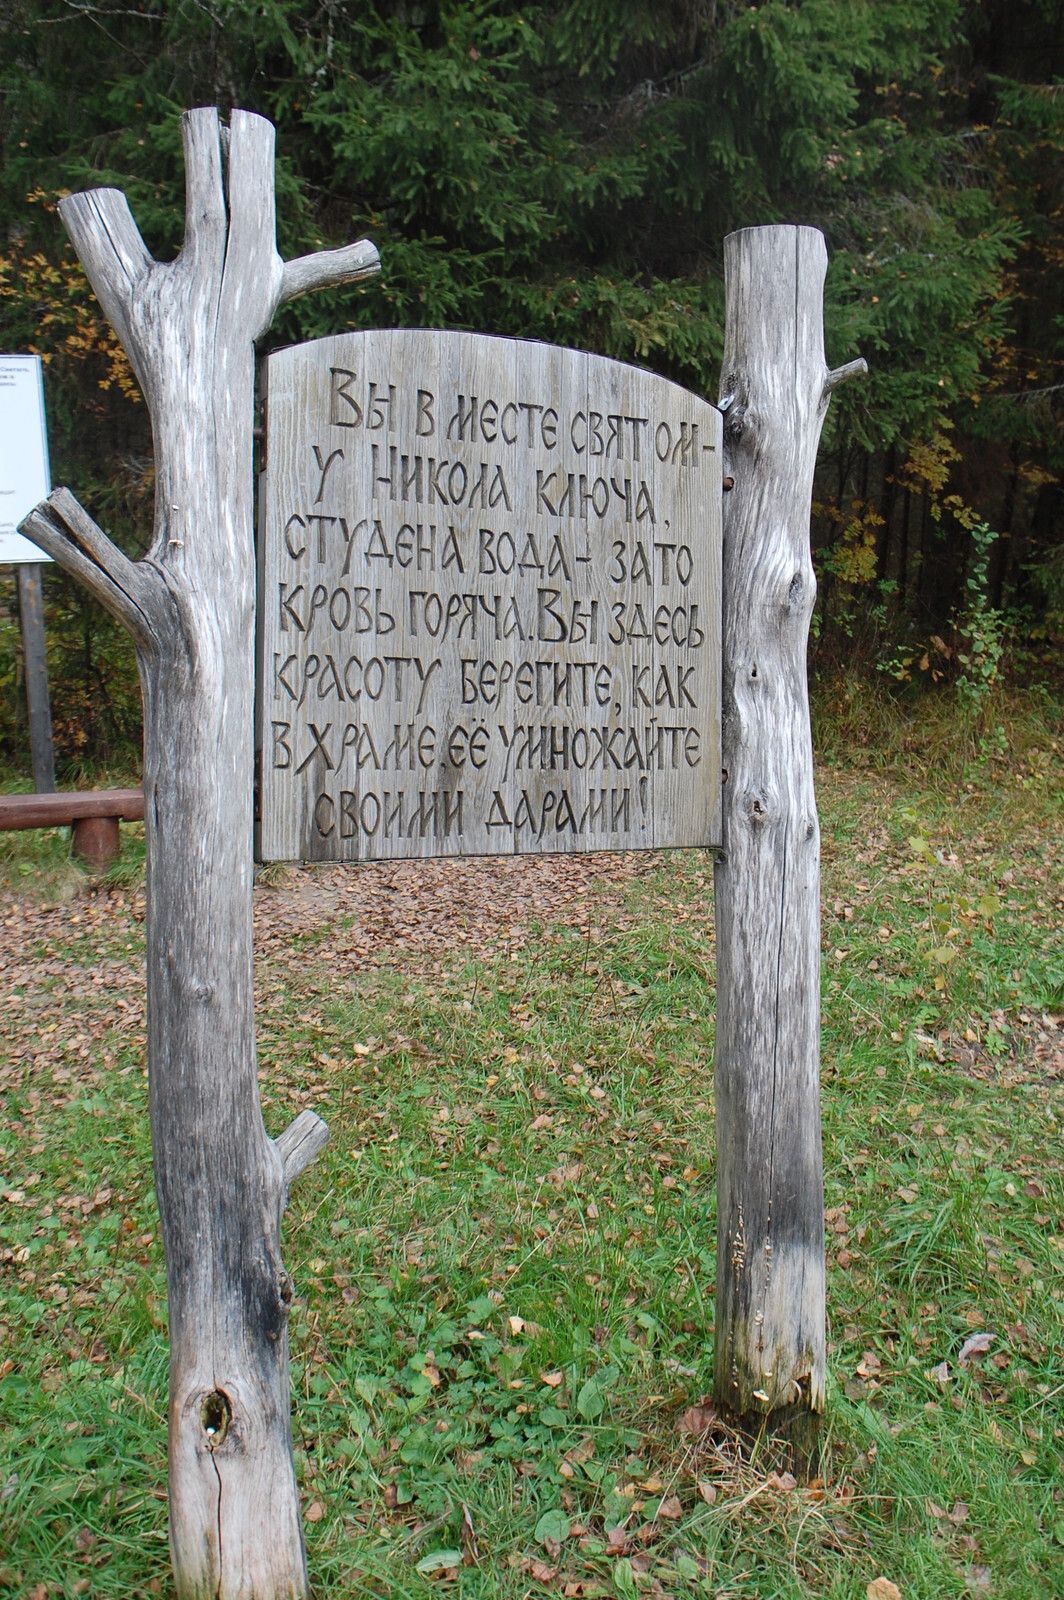 Вы в месте святом-
у Никола ключа,
студена вода - зато
кровь горяча. Вы здесь
красоту берегите, как
в храме. её умножайте
своими дарами!